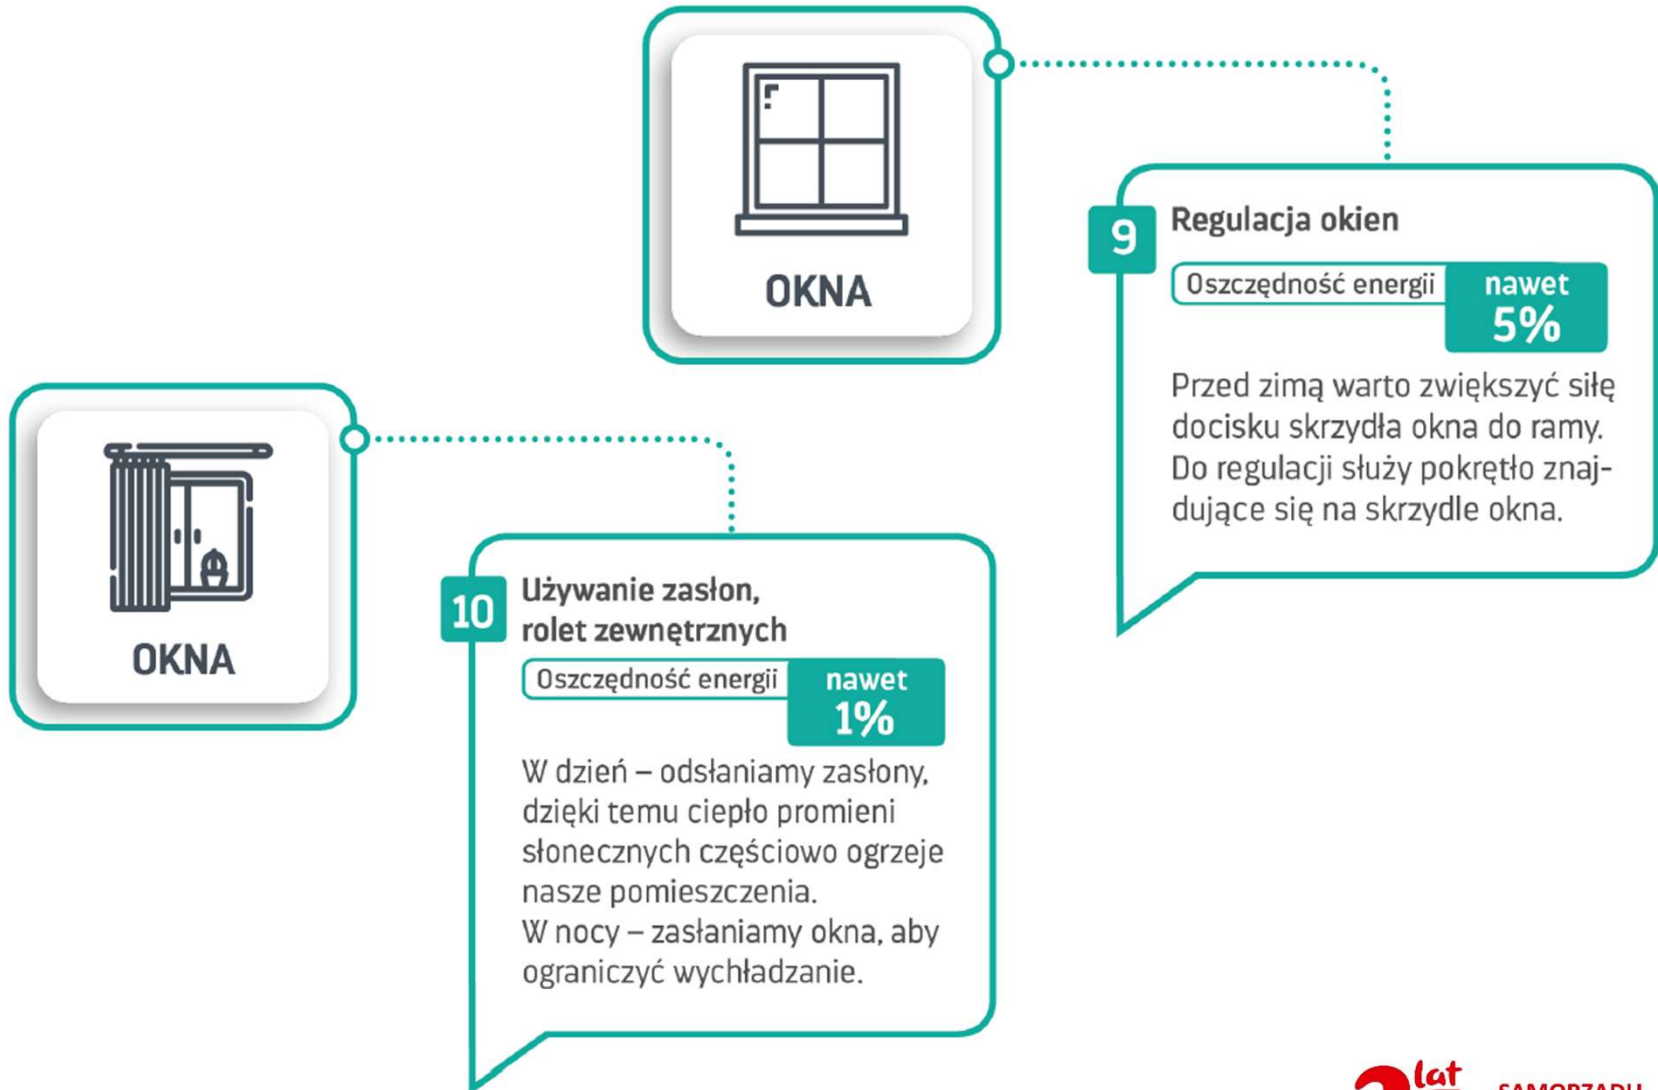 OKNA
9
Regulacja okien
Oszczędność energii
nawet
5%
Przed zimą warto zwiększyć siłę
docisku skrzydła okna do ramy.
Do regulacji służy pokrętło znaj-
dujące się na skrzydle okna.
OKNA
10
Używanie zasłon,
rolet zewnętrznych
Oszczędność energii
nawet
1%
W dzień – odsłaniamy zasłony,
dzięki temu ciepło promieni
słonecznych częściowo ogrzeje
nasze pomieszczenia.
W nocy – zasłaniamy okna, aby
ograniczyć wychładzanie.
lat